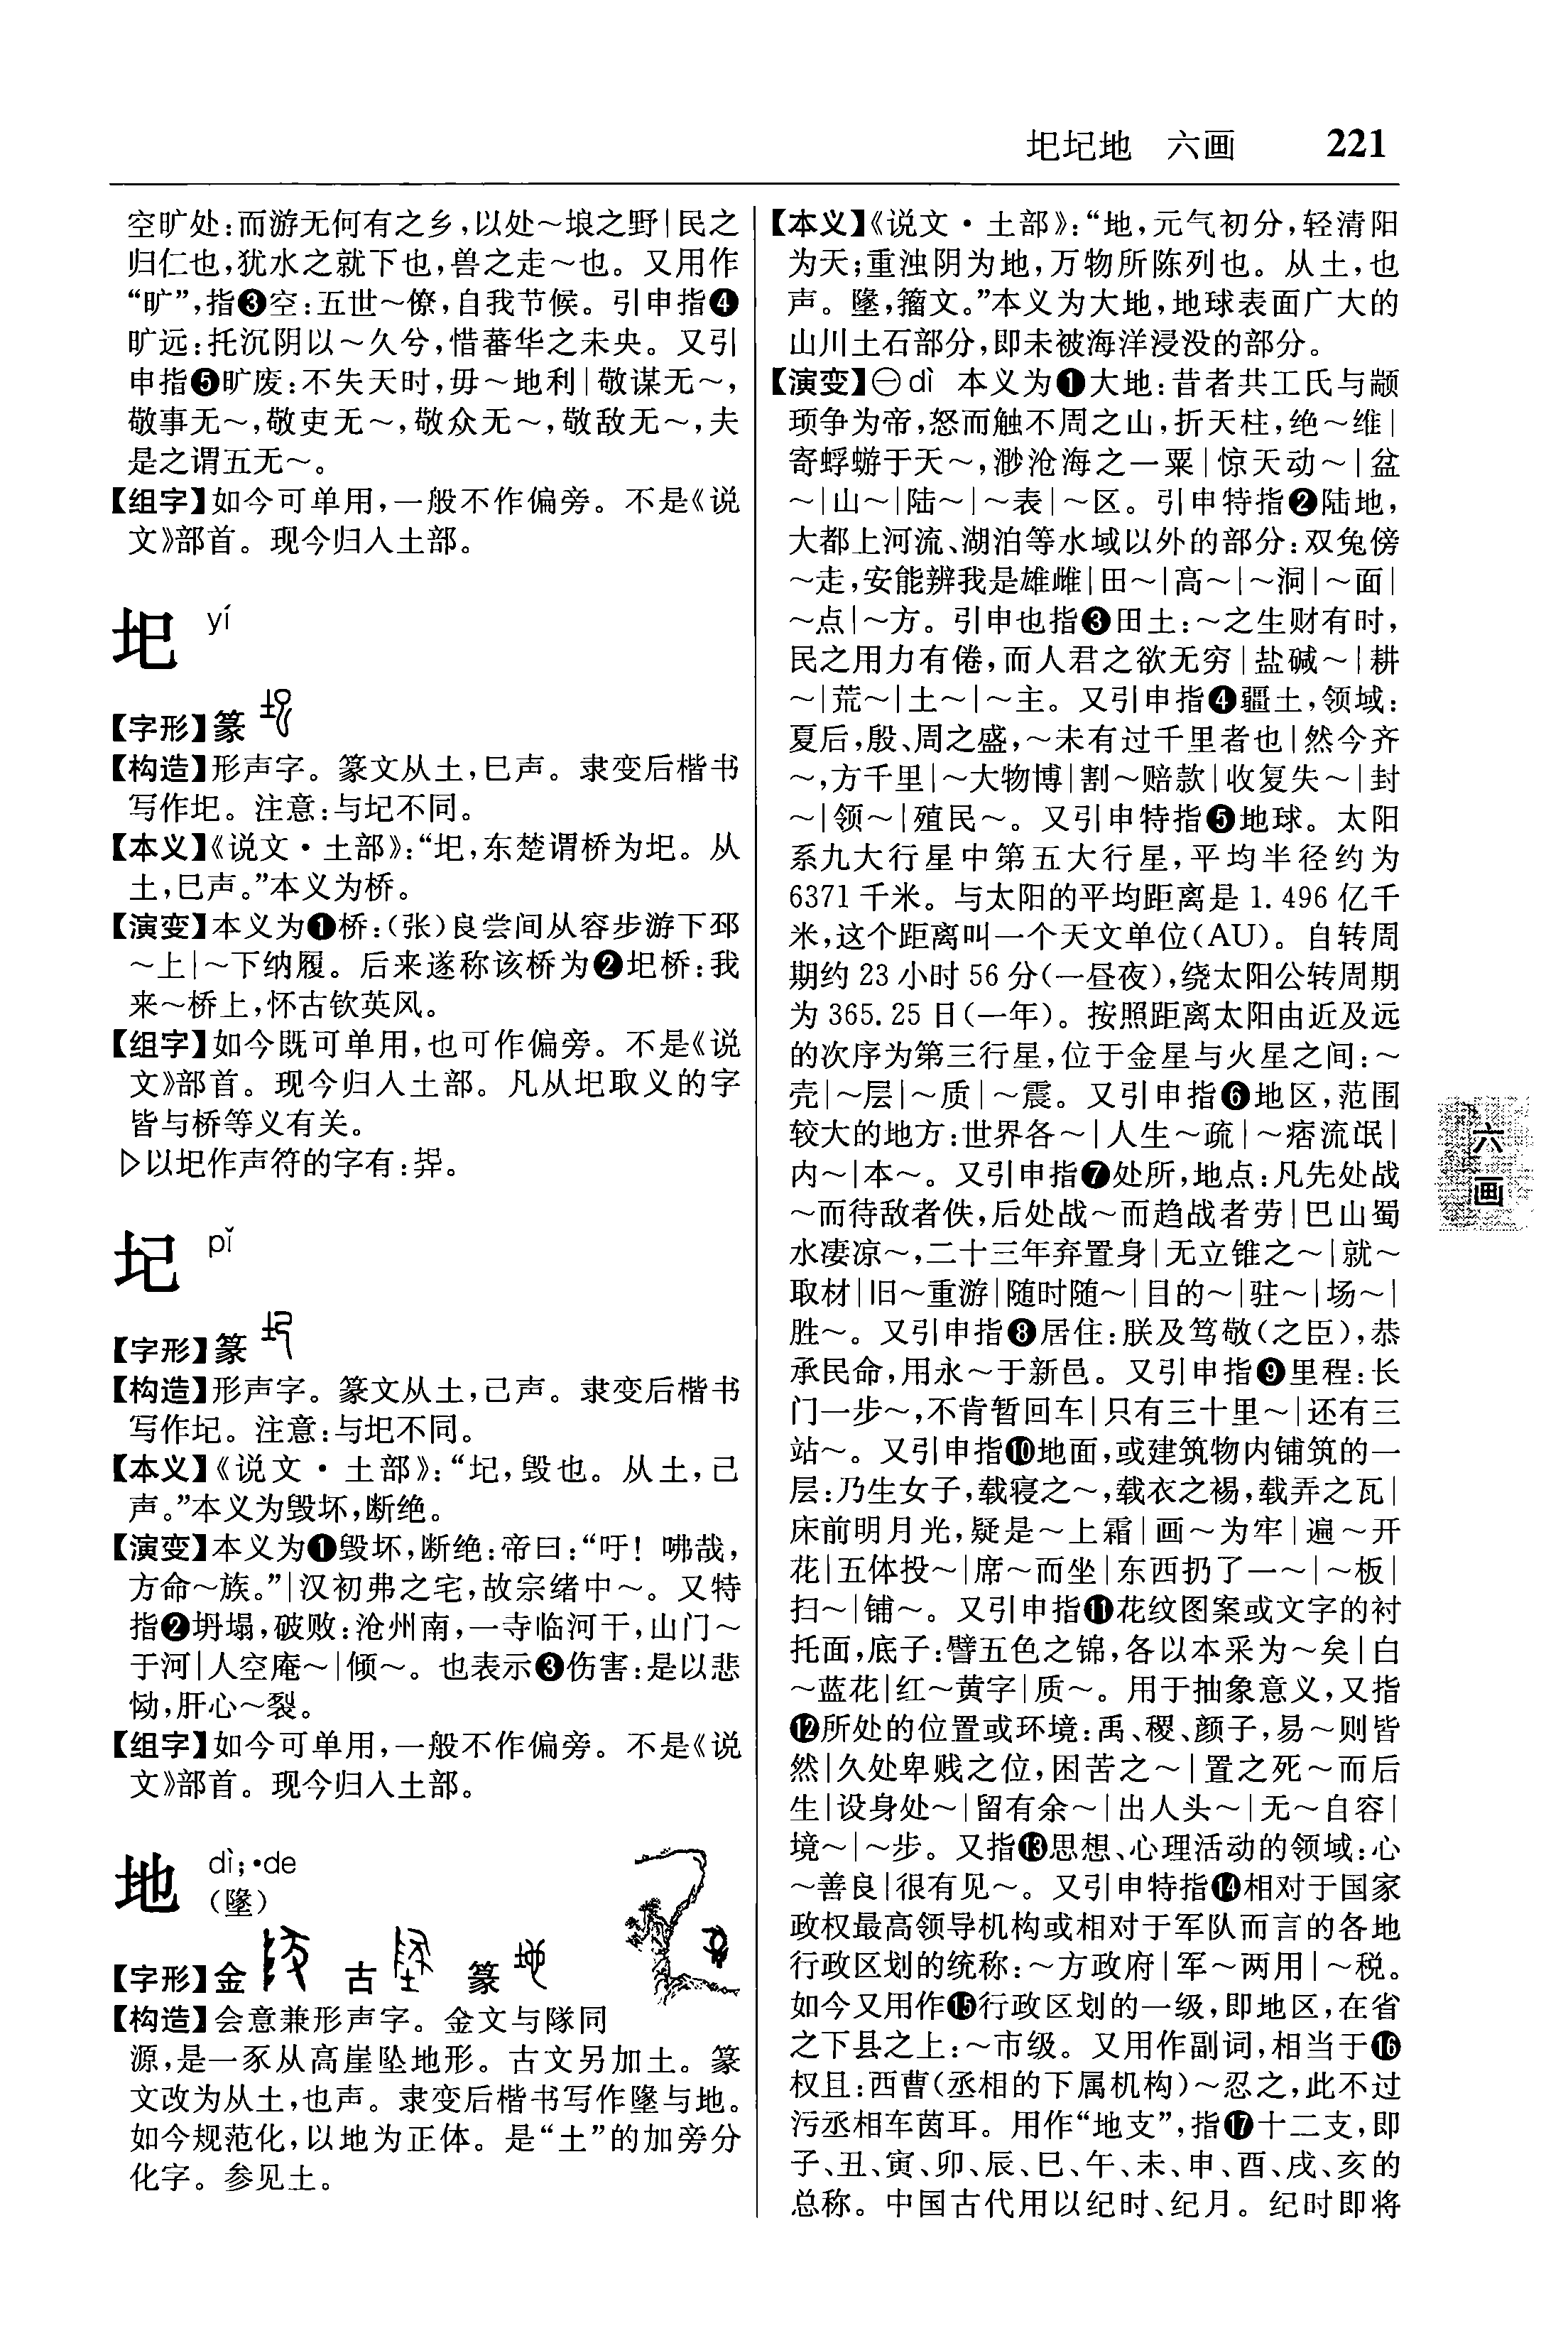 圯圮地　六画　221
空旷处:而游无何有之乡,以处～埌之野|民之
归仁也,犹水之就下也,兽之走～也。又用作
“旷”,指❸空:五世～僚,自我节候。引申指❹
旷远:托沉阴以～久兮,惜蕃华之未央。又引
申指❺旷废:不失天时,毋～地利|敬谋无～,
敬事无～,敬吏无～,敬众无～,敬敌无～,夫
是之谓五无～。
【组字】如今可单用,一般不作偏旁。不是《说
文》部首。现今归入土部。
圯 yí
【字形】篆
【构造】形声字。篆文从土,巳声。隶变后楷书
写作圯。注意:与圮不同。
【本义】《说文·土部》:“圯,东楚谓桥为圯。从
土,巳声。”本义为桥。
【演变】本义为❶桥:(张)良尝间从容步游下邳
～上|～下纳履。后来遂称该桥为❷圯桥:我
来～桥上,怀古钦英风。
【组字】如今既可单用,也可作偏旁。不是《说
文》部首。现今归入土部。凡从圯取义的字
皆与桥等义有关。
▷以圯作声符的字有:。
圮 pǐ
【字形】篆
【构造】形声字。篆文从土,己声。隶变后楷书
写作圮。注意:与圯不同。
【本义】《说文·土部》:“圮,毁也。从土,己
声。”本义为毁坏,断绝。
【演变】本义为❶毁坏,断绝:帝曰:“吁!咈哉,
方命～族。”|汉初弗之宅,故宗绪中～。又特
指❷坍塌,破败:沧州南,一寺临河干,山门～
于河|人空庵～|倾～。也表示❸伤害:是以悲
恸,肝心～裂。
【组字】如今可单用,一般不作偏旁。不是《说
文》部首。现今归入土部。
地 dì;·de
(墬)
【字形】金 古 篆
【构造】会意兼形声字。金文与隊同
源,是一豕从高崖坠地形。古文另加土。篆
文改为从土,也声。隶变后楷书写作墬与地。
如今规范化,以地为正体。是“土”的加旁分
化字。参见土。
【本义】《说文·土部》:“地,元气初分,轻清阳
为天;重浊阴为地,万物所陈列也。从土,也
声。墬,籀文。”本义为大地,地球表面广大的
山川土石部分,即未被海洋浸没的部分。
【演变】㊀dì 本义为❶大地:昔者共工氏与颛
顼争为帝,怒而触不周之山,折天柱,绝～维|
寄蜉蝣于天～,渺沧海之一粟|惊天动～|盆
～|山～|陆～|～表|～区。引申特指❷陆地,
大都上河流、湖泊等水域以外的部分:双兔傍
～走,安能辨我是雄雌|田～|高～|～洞|～面|
～点|～方。引申也指❸田土:～之生财有时,
民之用力有倦,而人君之欲无穷|盐碱～|耕
～|荒～|土～|～主。又引申指❹疆土,领域:
夏后,殷、周之盛,～未有过千里者也|然今齐
～,方千里|～大物博|割～赔款|收复失～|封
～|领～|殖民～。又引申特指❺地球。太阳
系九大行星中第五大行星,平均半径约为
6371千米。与太阳的平均距离是1.496亿千
米,这个距离叫一个天文单位(AU)。自转周
期约23小时56分(一昼夜),绕太阳公转周期
为365.25日(一年)。按照距离太阳由近及远
的次序为第三行星,位于金星与火星之间:～
壳|～层|～质|～震。又引申指❻地区,范围
较大的地方:世界各～|人生～疏|～痞流氓|
内～|本～。又引申指❼处所,地点:凡先处战
～而待敌者佚,后处战～而趋战者劳|巴山蜀
水凄凉～,二十三年弃置身|无立锥之～|就～
取材|旧～重游|随时随～|目的～|驻～|场～|
胜～。又引申指❽居住:朕及笃敬(之臣),恭
承民命,用永～于新邑。又引申指❾里程:长
门一步～,不肯暂回车|只有三十里～|还有三
站～。又引申指❿地面,或建筑物内铺筑的一
层:乃生女子,载寝之～,载衣之裼,载弄之瓦|
床前明月光,疑是～上霜|画～为牢|遍～开
花|五体投～|席～而坐|东西扔了一～|～板|
扫～|铺～。又引申指⓫花纹图案或文字的衬
托面,底子:譬五色之锦,各以本采为～矣|白
～蓝花|红～黄字|质～。用于抽象意义,又指
⓬所处的位置或环境:禹、稷、颜子,易～则皆
然|久处卑贱之位,困苦之～|置之死～而后
生|设身处～|留有余～|出人头～|无～自容|
境～|～步。又指⓭思想、心理活动的领域:心
～善良|很有见～。又引申特指⓮相对于国家
政权最高领导机构或相对于军队而言的各地
行政区划的统称:～方政府|军～两用|～税。
如今又用作⓯行政区划的一级,即地区,在省
之下县之上:～市级。又用作副词,相当于⓰
权且:西曹(丞相的下属机构)～忍之,此不过
污丞相车茵耳。用作“地支”,指⓱十二支,即
子、丑、寅、卯、辰、巳、午、未、申、酉、戌、亥的
总称。中国古代用以纪时、纪月。纪时即将
六画